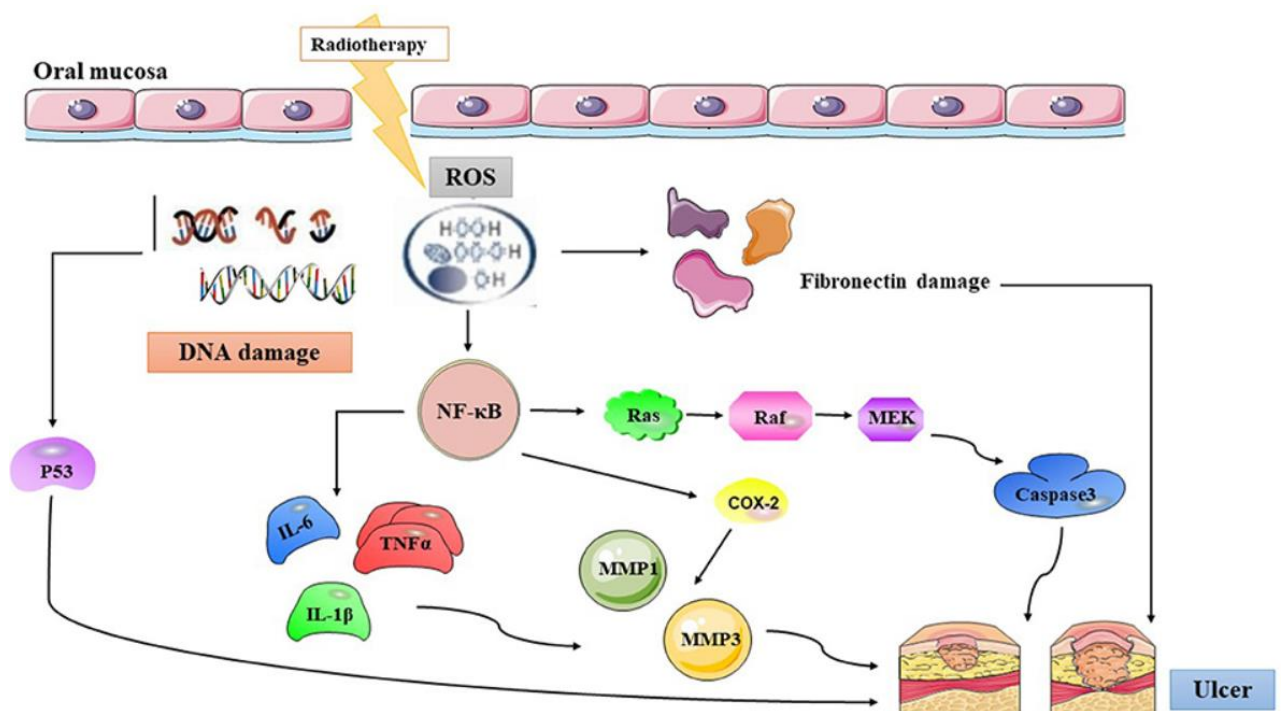 Radiotherapy
Oral mucosa
ROS
H-O-O-H
O-O-O-H
O-H
Fibronectin damage
DNA damage
NF-κB
Ras
Raf
MEK
P53
Caspase3
COX-2
IL-6
TNFα
MMP1
IL-1β
MMP3
Ulcer